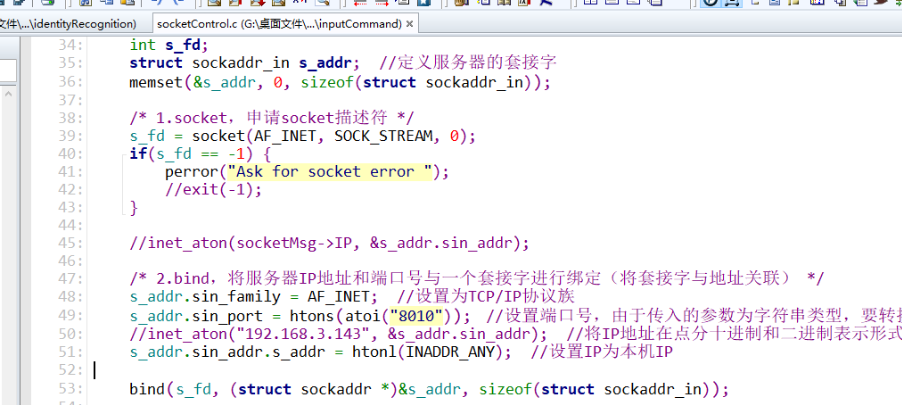 文件\...\identityRecognition)
socketControl.c (G:\桌面文件\...\inputCommand)
34: int s_fd;
35: struct sockaddr_in s_addr; //定义服务器的套接字
36: memset(&s_addr, 0, sizeof(struct sockaddr_in));
37:
38: /* 1.socket，申请socket描述符 */
39: s_fd = socket(AF_INET, SOCK_STREAM, 0);
40: if(s_fd == -1) {
41: perror("Ask for socket error ");
42: //exit(-1);
43: }
44:
45: //inet_aton(socketMsg->IP, &s_addr.sin_addr);
46:
47: /* 2.bind，将服务器IP地址和端口号与一个套接字进行绑定（将套接字与地址关联） */
48: s_addr.sin_family = AF_INET; //设置为TCP/IP协议族
49: s_addr.sin_port = htons(atoi("8010")); //设置端口号，由于传入的参数为字符串类型，要转
50: //inet_aton("192.168.3.143", &s_addr.sin_addr); //将IP地址在点分十进制和二进制表示形式
51: s_addr.sin_addr.s_addr = htonl(INADDR_ANY); //设置IP为本机IP
52:
53: bind(s_fd, (struct sockaddr *)&s_addr, sizeof(struct sockaddr_in));